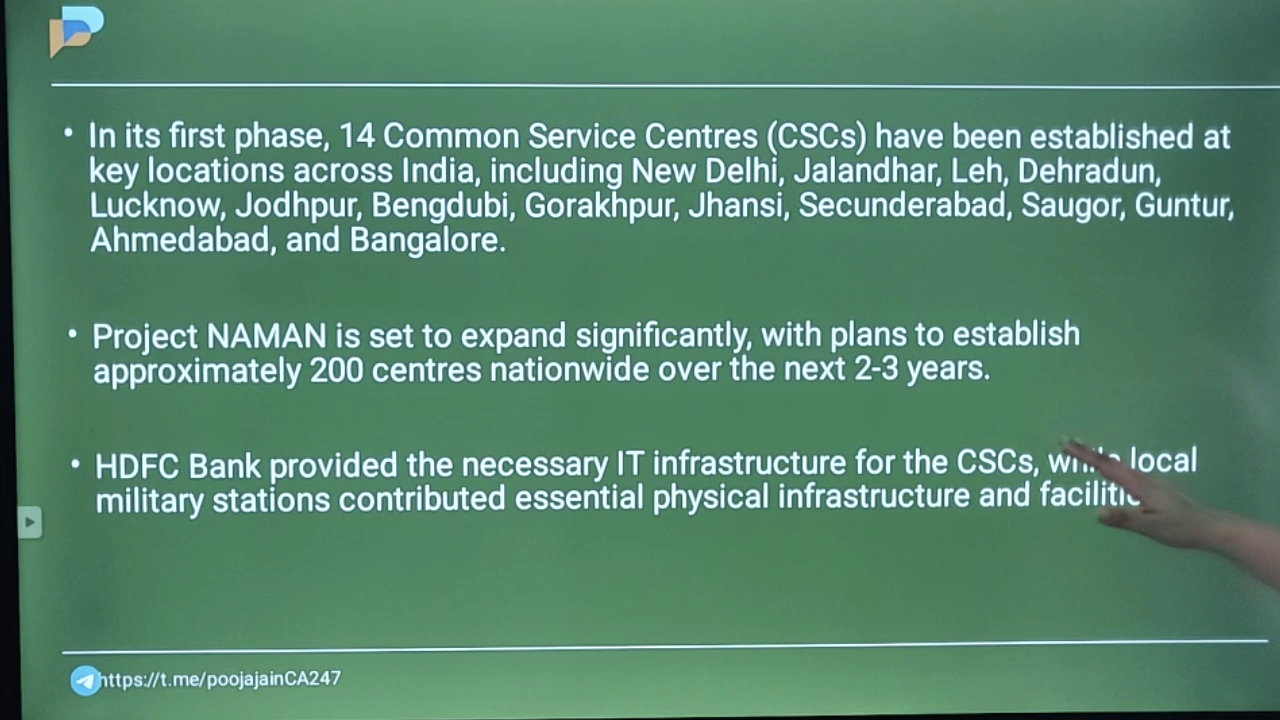 • In its first phase, 14 Common Service Centres (CSCs) have been established at
key locations across India, including New Delhi, Jalandhar, Leh, Dehradun,
Lucknow, Jodhpur, Bengdubi, Gorakhpur, Jhansi, Secunderabad, Saugor, Guntur,
Ahmedabad, and Bangalore.
• Project NAMAN is set to expand significantly, with plans to establish
approximately 200 centres nationwide over the next 2-3 years.
• HDFC Bank provided the necessary IT infrastructure for the CSCs, while local
military stations contributed essential physical infrastructure and
https://t.me/poojajainCA247